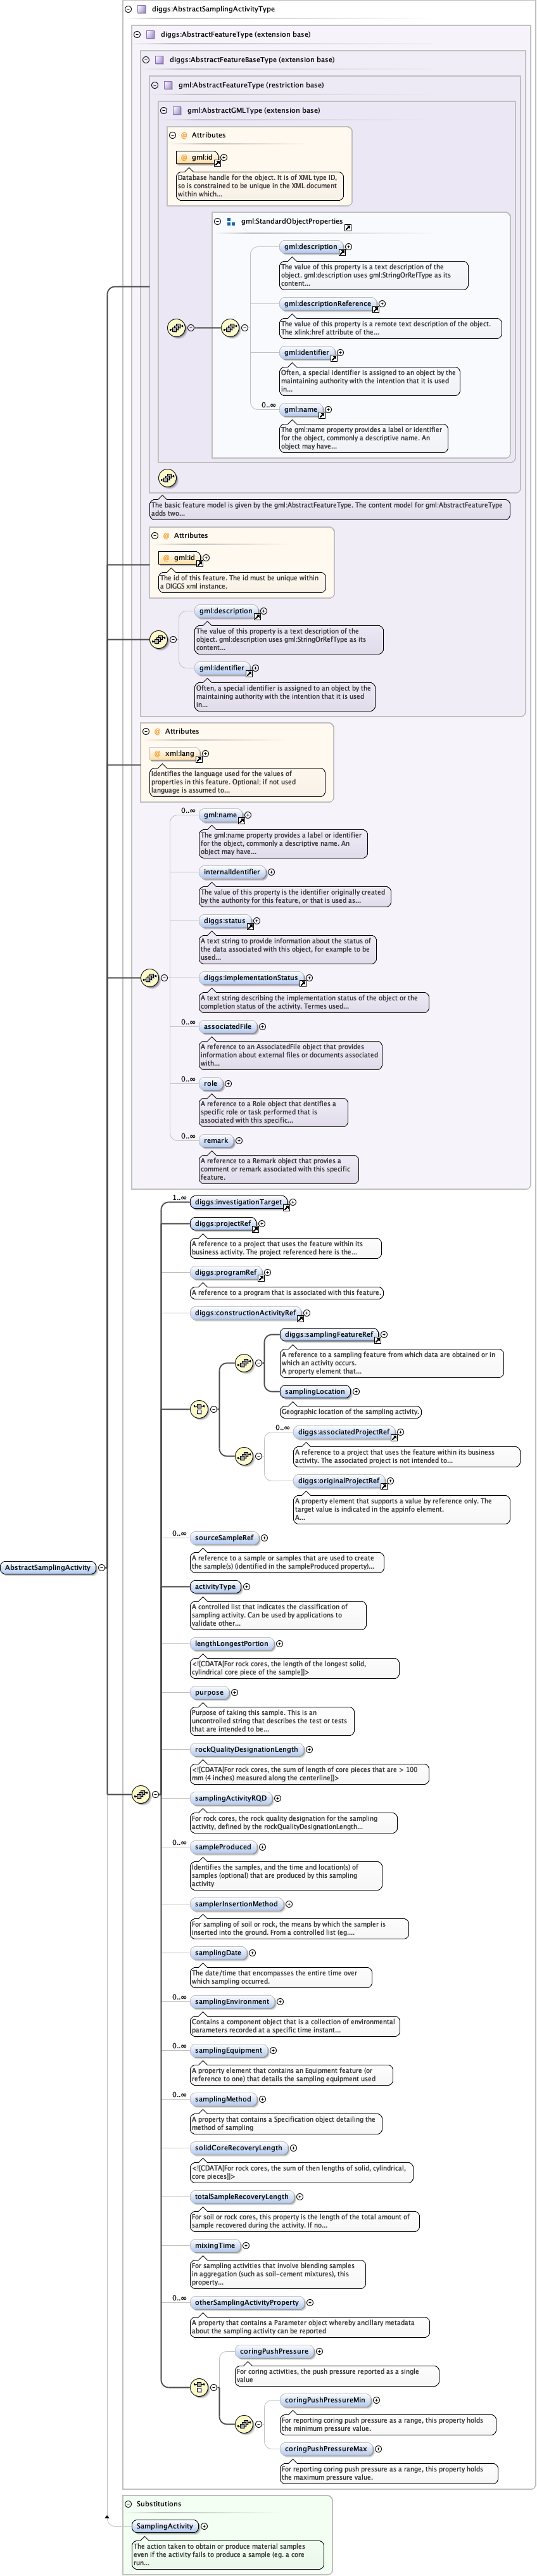 diggs:AbstractSamplingActivityType
diggs:AbstractFeatureType (extension base)
diggs:AbstractFeatureBaseType (extension base)
gml:AbstractFeatureType (restriction base)
gml:AbstractGMLType (extension base)
@ Attributes
@ gml:id
Database handle for the object. It is of XML type ID,
so is constrained to be unique in the XML document
within which...
gml:StandardObjectProperties
gml:description
The value of this property is a text description of the
object. gml:description uses gml:StringOrRefType as its
content...
gml:descriptionReference
The value of this property is a remote text description of the object.
The xlink:href attribute of the...
gml:identifier
Often, a special identifier is assigned to an object by the
maintaining authority with the intention that it is used
in...
0..∞
gml:name
The gml:name property provides a label or identifier
for the object, commonly a descriptive name. An
object may have...
The basic feature model is given by the gml:AbstractFeatureType. The content model for gml:AbstractFeatureType
adds two...
@ Attributes
@ gml:id
The id of this feature. The id must be unique within
a DIGGS xml instance.
gml:description
The value of this property is a text description of the
object. gml:description uses gml:StringOrRefType as its
content...
gml:identifier
Often, a special identifier is assigned to an object by the
maintaining authority with the intention that it is used
in...
@ Attributes
@ xml:lang
Identifies the language used for the values of
properties in this feature. Optional; if not used
language is assumed to...
0..∞
gml:name
The gml:name property provides a label or identifier
for the object, commonly a descriptive name. An
object may have...
internalIdentifier
The value of this property is the identifier originally created
by the authority for this feature, or that is used as...
0..∞
diggs:status
A text string to provide information about the status of
the data associated with this object, for example to be
used...
diggs:implementationStatus
A text string describing the implementation status of the object or the
completion status of the activity. Termes used...
0..∞
associatedFile
A reference to an AssociatedFile object that provides
information about external files or documents associated
with...
0..∞
role
A reference to a Role object that dentifies a
specific role or task performed that is
associated with this specific...
0..∞
remark
A reference to a Remark object that provies a
comment or remark associated with this specific
feature.
1..∞
diggs:investigationTarget
diggs:projectRef
A reference to a project that uses the feature within its
business activity. The project referenced here is the...
diggs:programRef
A reference to a program that is associated with this feature.
diggs:constructionActivityRef
diggs:samplingFeatureRef
A reference to a sampling feature from which data are obtained or in
which an activity occurs.
A property element that...
samplingLocation
Geographic location of the sampling activity.
0..∞
diggs:associatedProjectRef
A reference to a project that uses the feature within its business
activity. The associated project is not intended to...
diggs:originalProjectRef
A property element that supports a value by reference only. The
target value is indicated in the appinfo element.
A...
0..∞
sourceSampleRef
A reference to a sample or samples that are used to create
the sample(s) (identified in the sampleProduced property)...
AbstractSamplingActivity
activityType
A controlled list that indicates the classification of
sampling activity. Can be used by applications to
validate other...
lengthLongestPortion
<![CDATA[For rock cores, the length of the longest solid,
cylindrical core piece of the sample]]>
purpose
Purpose of taking this sample. This is an
uncontrolled string that describes the test or tests
that are intended to be...
rockQualityDesignationLength
<![CDATA[For rock cores, the sum of length of core pieces that are > 100
mm (4 inches) measured along the centerline]]>
samplingActivityRQD
For rock cores, the rock quality designation for the sampling
activity, defined by the rockQualityDesignationLength...
0..∞
sampleProduced
Identifies the samples, and the time and location(s) of
samples (optional) that are produced by this sampling
activity
samplerInsertionMethod
For sampling of soil or rock, the means by which the sampler is
inserted into the ground. From a controlled list (eg....
samplingDate
The date/time that encompasses the entire time over
which sampling occurred.
0..∞
samplingEnvironment
Contains a component object that is a collection of environmental
parameters recorded at a specific time instant...
0..∞
samplingEquipment
A property element that contains an Equipment feature (or
reference to one) that details the sampling equipment used
0..∞
samplingMethod
A property that contains a Specification object detailing the
method of sampling
solidCoreRecoveryLength
<![CDATA[For rock cores, the sum of then lengths of solid, cylindrical,
core pieces]]>
totalSampleRecoveryLength
For soil or rock cores, this property is the length of the total amount of
sample recovered during the activity. If no...
mixingTime
For sampling activities that involve blending samples
in aggregation (such as soil-cement mixtures), this
property...
0..∞
otherSamplingActivityProperty
A property that contains a Parameter object whereby ancillary metadata
about the sampling activity can be reported
coringPushPressure
For coring activities, the push pressure reported as a single
value
coringPushPressureMin
For reporting coring push pressure as a range, this property holds
the minimum pressure value.
coringPushPressureMax
For reporting coring push pressure as a range, this property holds
the maximum pressure value.
Substitutions
SamplingActivity
The action taken to obtain or produce material samples
even if the activity fails to produce a sample (eg. a core
run...